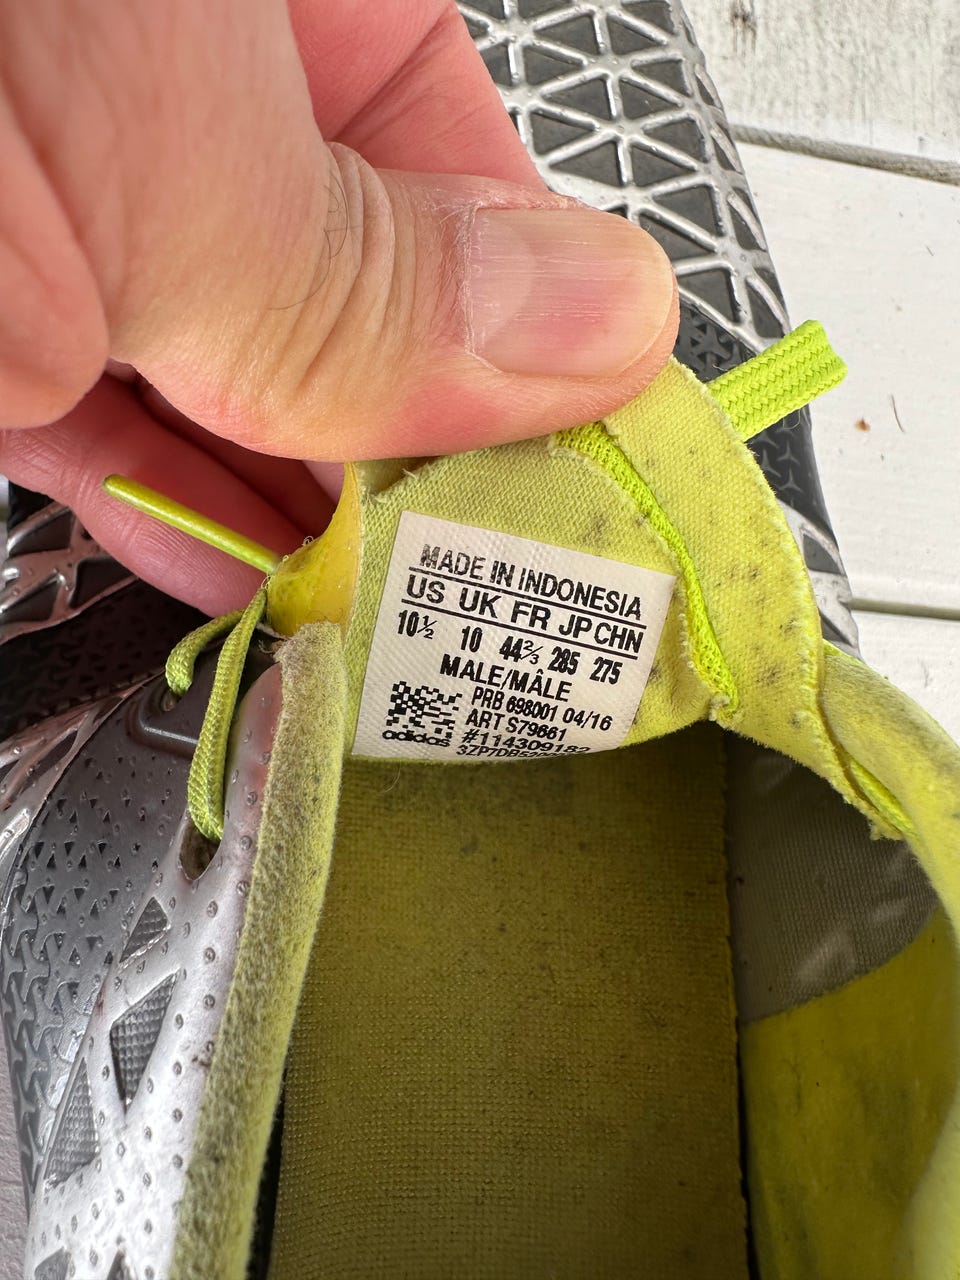 MADE IN INDONESIA
US UK FR JP CHN
10½ 10 44⅔ 285 275
MALE/MÂLE
PRB 698001 04/16
ART S79661
#114309182
adidas